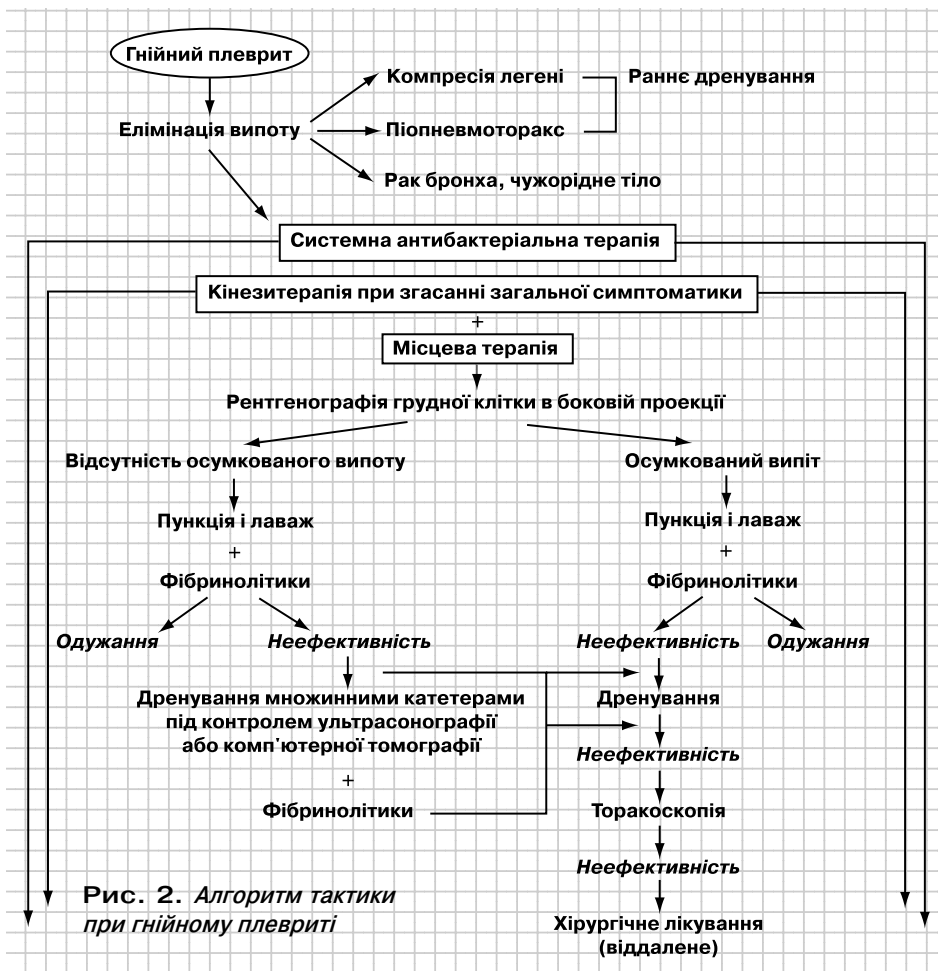 Гнійний плеврит
Компресія легені
Раннє дренування
Елімінація випоту
Піопневмоторакс
Рак бронха, чужорідне тіло
Системна антибактеріальна терапія
Кінезитерапія при згасанні загальної симптоматики
+
Місцева терапія
Рентгенографія грудної клітки в боковій проекції
Відсутність осумкованого випоту
Осумкований випіт
Пункція і лаваж
Пункція і лаваж
+
+
Фібринолітики
Фібринолітики
Одужання
Неефективність
Неефективність
Одужання
Дренування множинними катетерами
під контролем ультрасонографії
або комп'ютерної томографії
Дренування
Неефективність
+
Фібринолітики
Торакоскопія
Неефективність
Хірургічне лікування
(віддалене)
Рис. 2. Алгоритм тактики
при гнійному плевриті